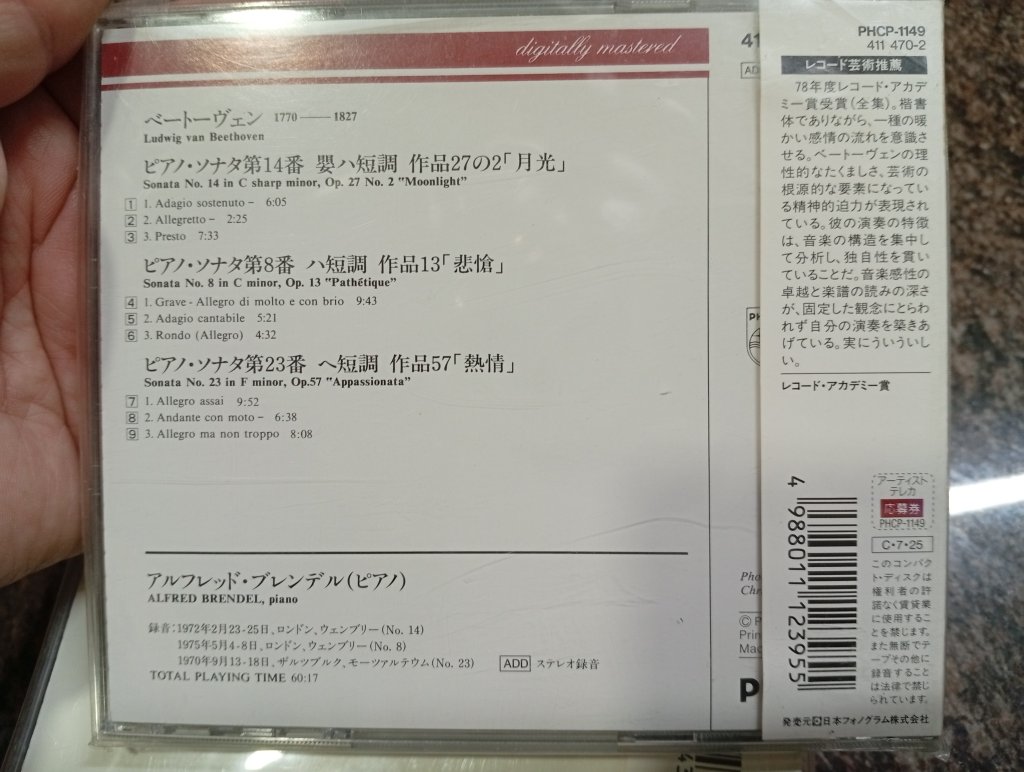 digitally mastered
ベートーヴェン 1770 — 1827
Ludwig van Beethoven
ピアノ・ソナタ第14番 嬰ハ短調 作品27の2「月光」
Sonata No. 14 in C sharp minor, Op. 27 No. 2 "Moonlight"
1 1. Adagio sostenuto – 6:05
2 2. Allegretto – 2:25
3 3. Presto 7:33
ピアノ・ソナタ第8番 ハ短調 作品13「悲愴」
Sonata No. 8 in C minor, Op. 13 "Pathétique"
4 1. Grave - Allegro di molto e con brio 9:43
5 2. Adagio cantabile 5:21
6 3. Rondo (Allegro) 4:32
ピアノ・ソナタ第23番 ヘ短調 作品57「熱情」
Sonata No. 23 in F minor, Op.57 "Appassionata"
7 1. Allegro assai 9:52
8 2. Andante con moto – 6:38
9 3. Allegro ma non troppo 8:08
アルフレッド・ブレンデル(ピアノ)
ALFRED BRENDEL, piano
録音:1972年2月23-25日、ロンドン、ウェンブリー(No. 14)
1975年5月4-8日、ロンドン、ウェンブリー(No. 8)
1970年9月13-18日、ザルツブルク、モーツァルテウム(No. 23) ADD ステレオ録音
TOTAL PLAYING TIME 60:17
41
AD
PH
Pho
Chr
© P
Prin
Mac
P
PHCP-1149
411 470-2
レコード芸術推薦
78年度レコード・アカデ
ミー賞受賞(全集)。楷書
体でありながら、一種の暖
かい感情の流れを意識さ
せる。ベートーヴェンの理
性的なたくましさ、芸術の
根源的な要素になってい
る精神的迫力が表現され
ている。彼の演奏の特徴
は、音楽の構造を集中し
て分析し、独自性を貫い
ていることだ。音楽感性の
卓越と楽譜の読みの深さ
が、固定した観念にとらわ
れず自分の演奏を築きあ
げている。実にういういし
い。
レコード・アカデミー賞
アーティスト
テレカ
応募券
PHCP-1149
C・7・25
このコンパク
ト・ディスクは
権利者の許
諾なく賃貸業
に使用するこ
とを禁じます。
また無断でテ
ープその他に
録音すること
は法律で禁じ
られています。
4 988011 123955
発売元 日本フォノグラム株式会社